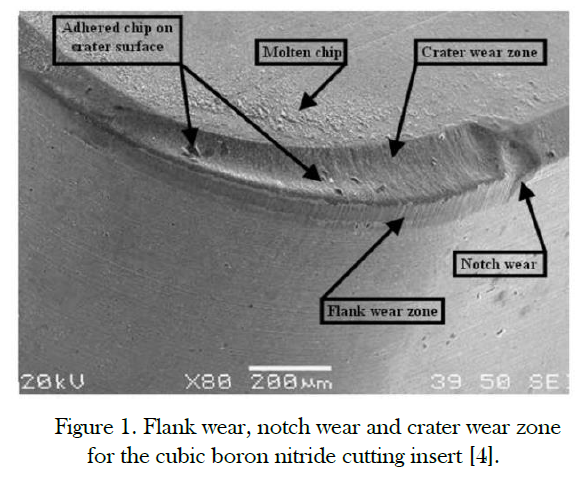 Adhered chip on
crater surface
Molten chip
Crater wear zone
Notch wear
Flank wear zone
20kU X80 200µm 39 50 SEI
Figure 1. Flank wear, notch wear and crater wear zone
for the cubic boron nitride cutting insert [4].